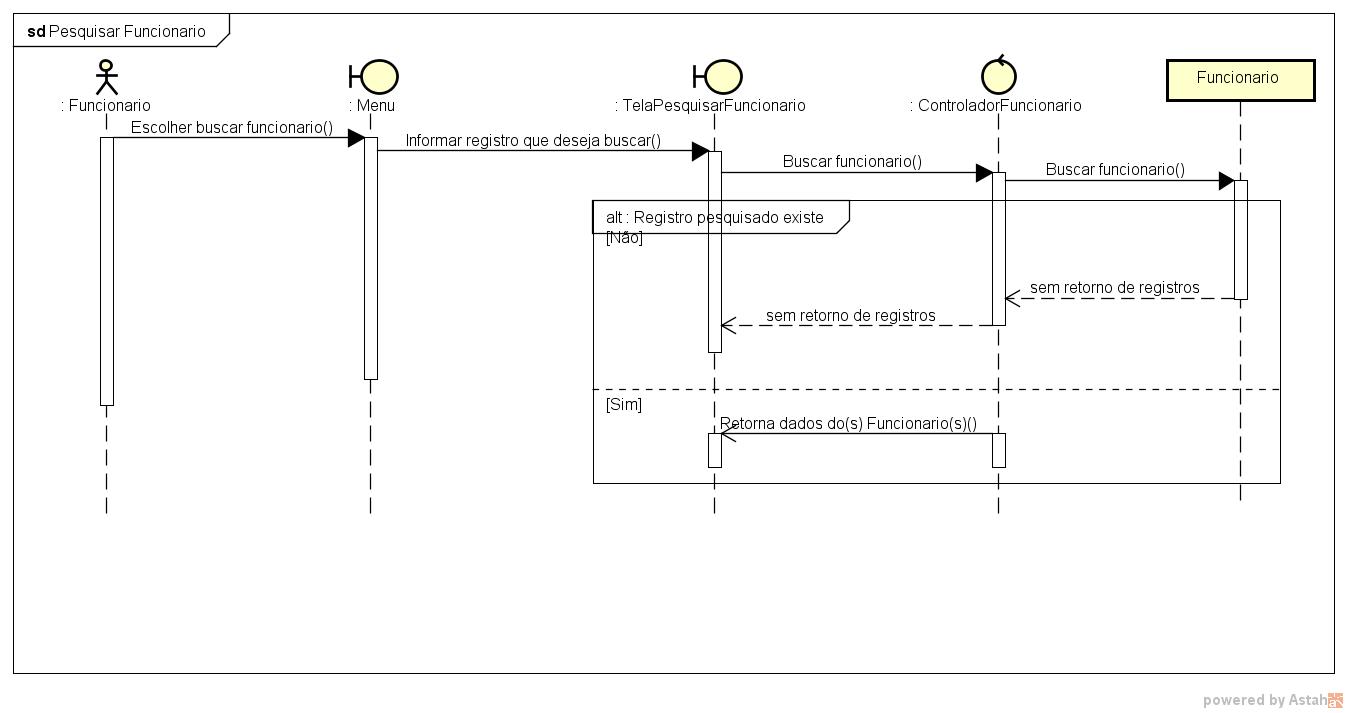 sd Pesquisar Funcionario
: Funcionario
: Menu
: TelaPesquisarFuncionario
: ControladorFuncionario
Funcionario
Escolher buscar funcionario()
Informar registro que deseja buscar()
Buscar funcionario()
Buscar funcionario()
alt : Registro pesquisado existe
[Não]
sem retorno de registros
sem retorno de registros
[Sim]
Retorna dados do(s) Funcionario(s)()
powered by Astah